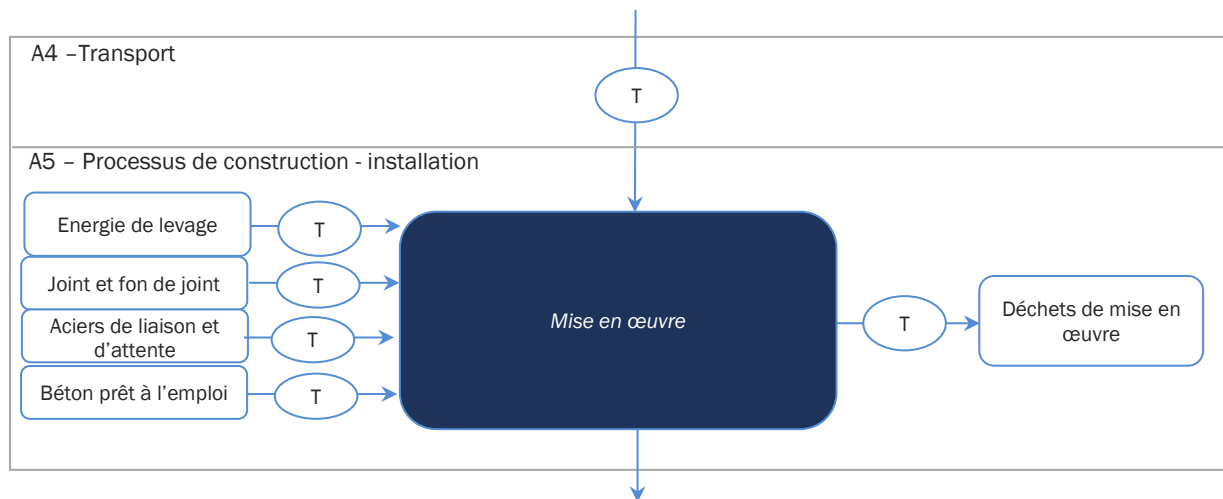 A4 –Transport
T
A5 – Processus de construction - installation
Energie de levage
T
Joint et fon de joint
T
Aciers de liaison et
d'attente
T
Béton prêt à l'emploi
T
Mise en œuvre
T
Déchets de mise en
œuvre